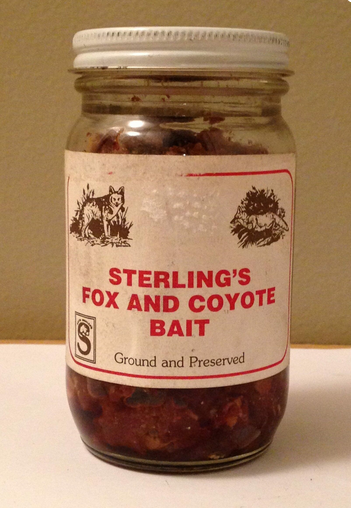 STERLING'S
FOX AND COYOTE
BAIT
S
Ground and Preserved